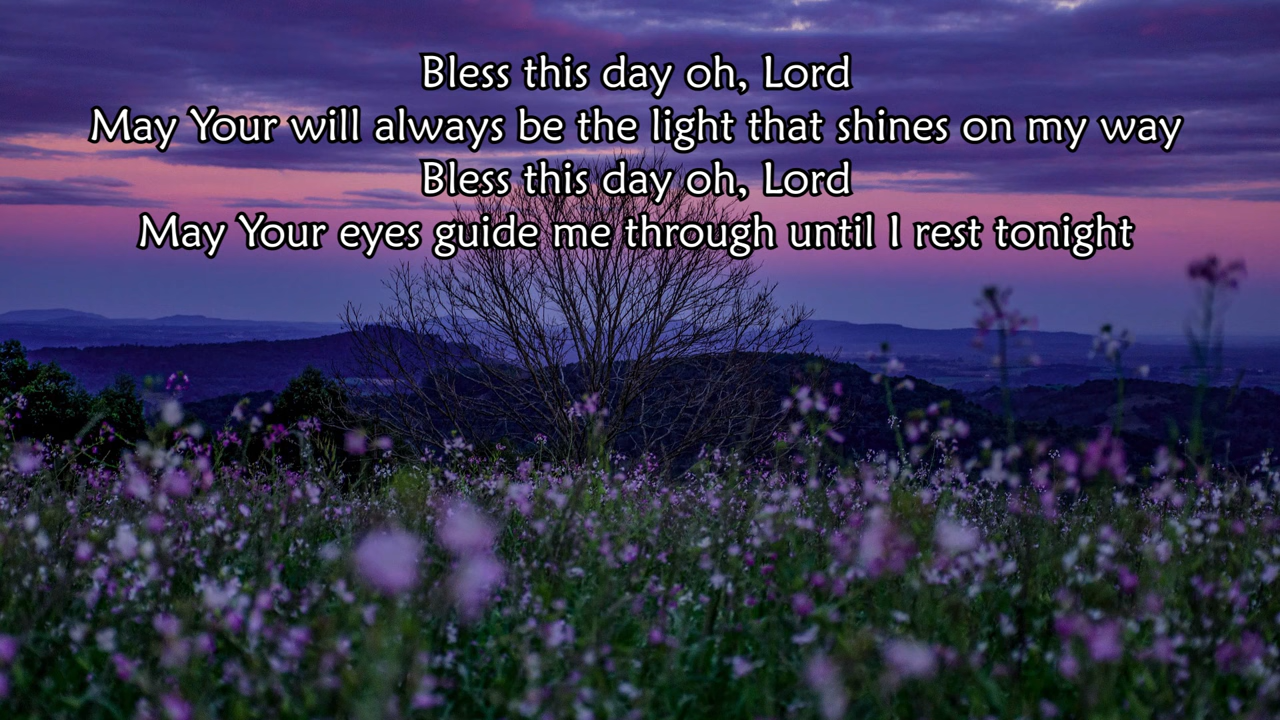 Bless this day oh, Lord
May Your will always be the light that shines on my way
Bless this day oh, Lord
May Your eyes guide me through until I rest tonight